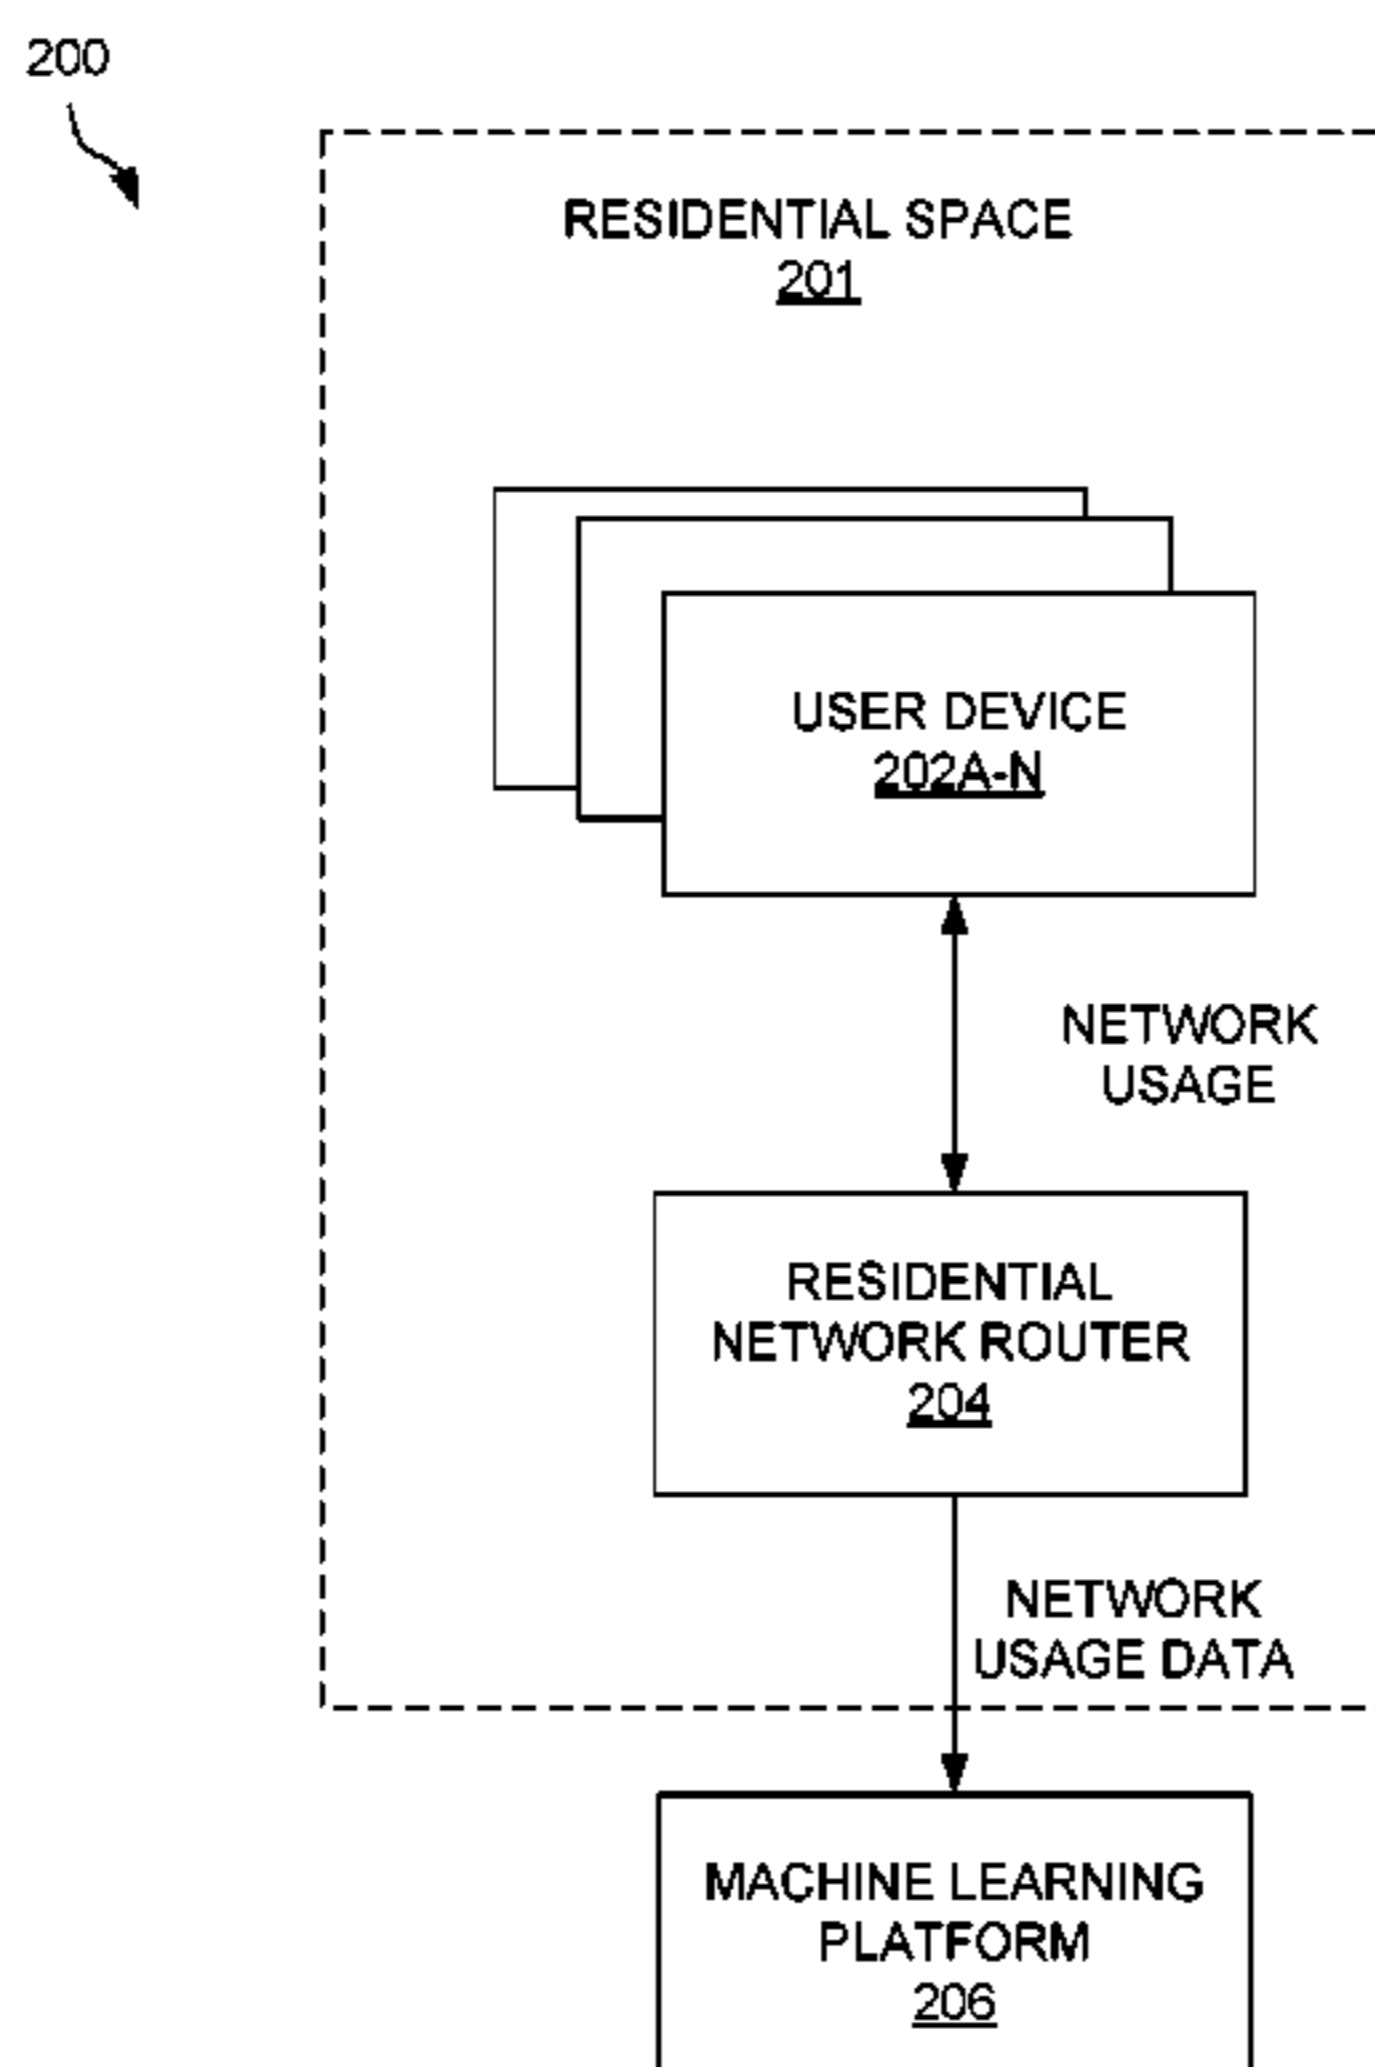 200
RESIDENTIAL SPACE
201
USER DEVICE
202A-N
NETWORK
USAGE
RESIDENTIAL
NETWORK ROUTER
204
NETWORK
USAGE DATA
MACHINE LEARNING
PLATFORM
206